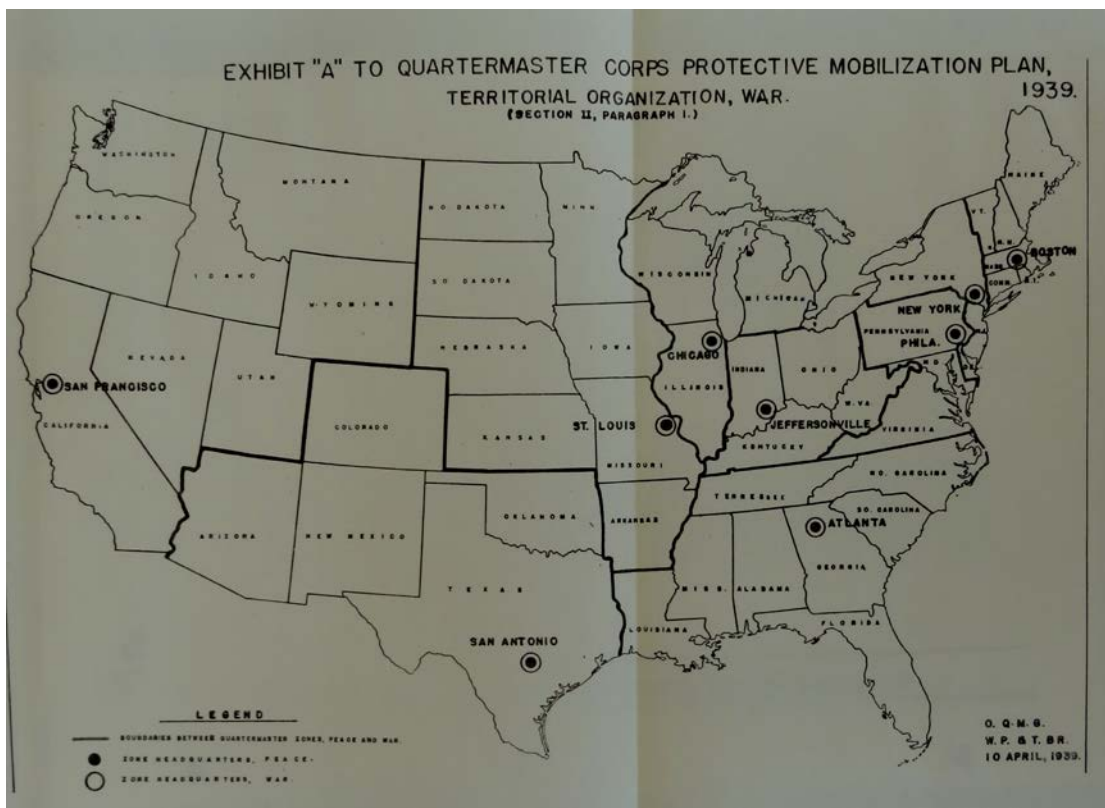 EXHIBIT "A" TO QUARTERMASTER CORPS PROTECTIVE MOBILIZATION PLAN,
1939.
TERRITORIAL ORGANIZATION, WAR.
(SECTION II, PARAGRAPH I.)
WASHINGTON
MONTANA
NO DAKOTA
MINN.
MAINE
OREGON
VT.
N.H.
IDAHO
SO DAKOTA
WISCONSIN
BOSTON
MASS
WYOMING
MICHIGAN
NEW YORK
CONN.
R.I.
NEW YORK
NEBRASKA
IOWA
PENNSYLVANIA
PHILA.
NEVADA
CHICAGO
UTAH
INDIANA
OHIO
MD.
SAN FRANCISCO
ILLINOIS
W.VA.
CALIFORNIA
COLORADO
KANSAS
ST. LOUIS
JEFFERSONVILLE
VIRGINIA
KENTUCKY
MISSOURI
NO. CAROLINA
TENNESSEE
SO. CAROLINA
OKLAHOMA
ARKANSAS
ATLANTA
ARIZONA
NEW MEXICO
GEORGIA
TEXAS
MISS.
ALABAMA
LOUISIANA
FLORIDA
SAN ANTONIO
LEGEND
BOUNDARIES BETWEEN QUARTERMASTER ZONES, PEACE AND WAR.
ZONE HEADQUARTERS, PEACE.
ZONE HEADQUARTERS, WAR.
O. Q. M. G.
W. P. & T. BR.
10 APRIL, 1939.